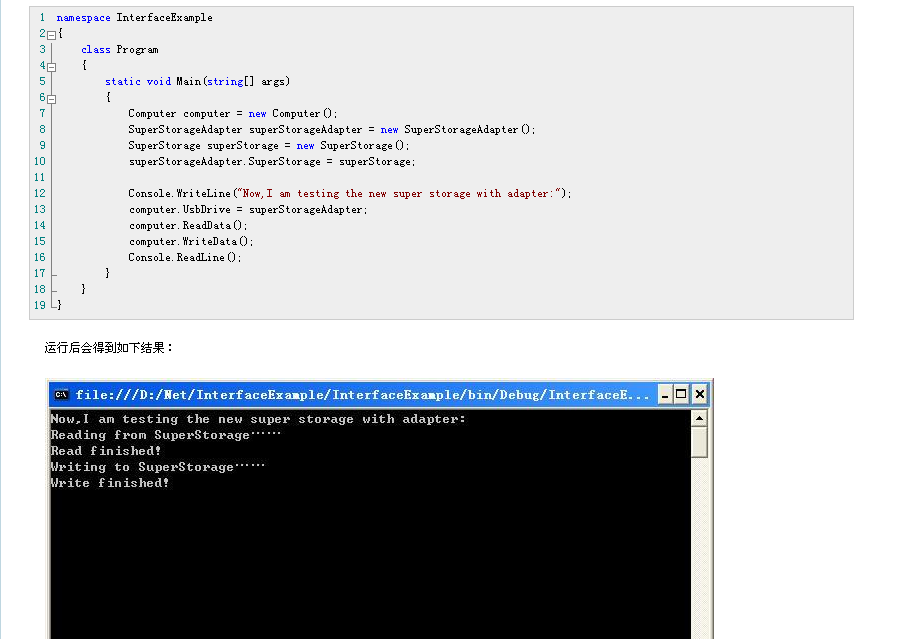 1 namespace InterfaceExample
2 {
3 class Program
4 {
5 static void Main(string[] args)
6 {
7 Computer computer = new Computer();
8 SuperStorageAdapter superStorageAdapter = new SuperStorageAdapter();
9 SuperStorage superStorage = new SuperStorage();
10 superStorageAdapter.SuperStorage = superStorage;
11
12 Console.WriteLine("Now,I am testing the new super storage with adapter:");
13 computer.UsbDrive = superStorageAdapter;
14 computer.ReadData();
15 computer.WriteData();
16 Console.ReadLine();
17 }
18 }
19 }
运行后会得到如下结果：
file:///D:/Net/InterfaceExample/InterfaceExample/bin/Debug/InterfaceE...
Now,I am testing the new super storage with adapter:
Reading from SuperStorage……
Read finished!
Writing to SuperStorage……
Write finished!